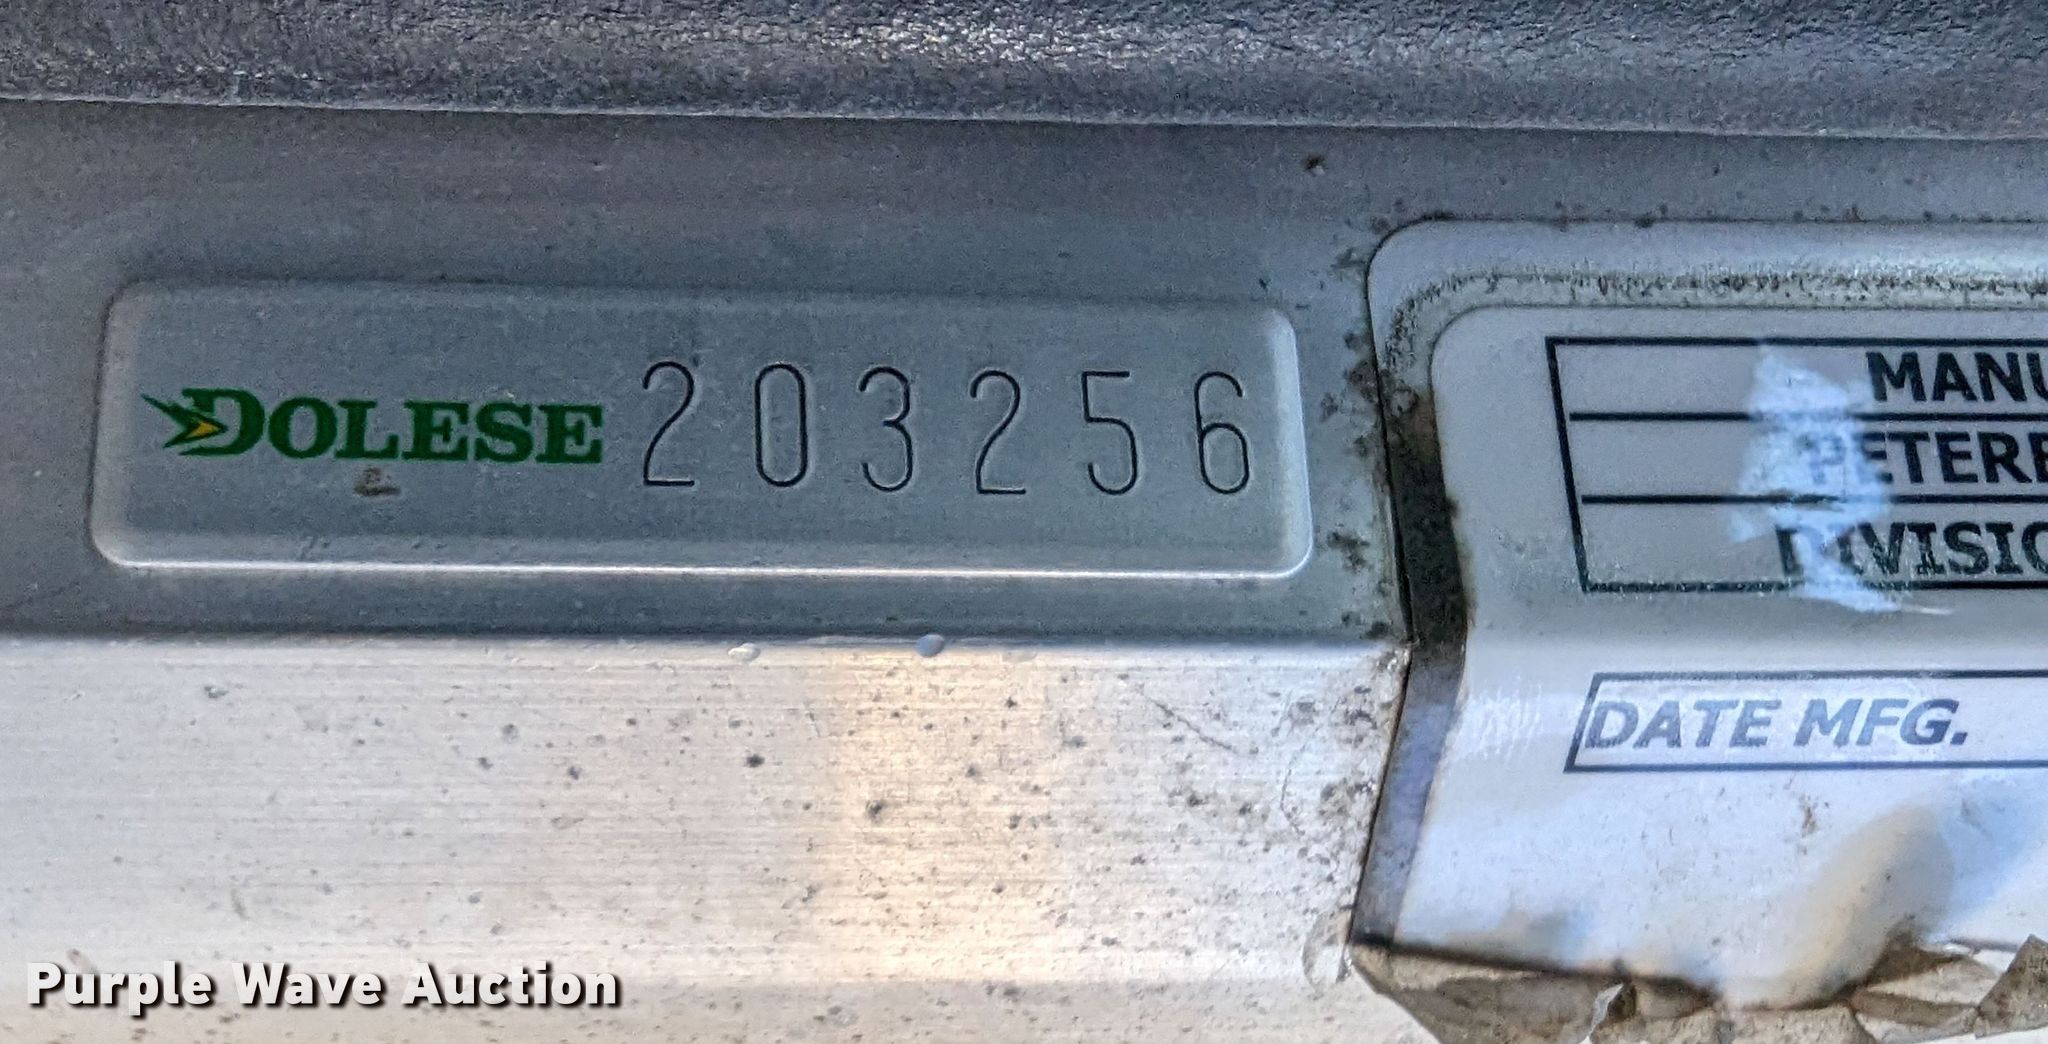 DOLESE 203256
MANU
PETERB
DIVISIO
DATE MFG.
Purple Wave Auction